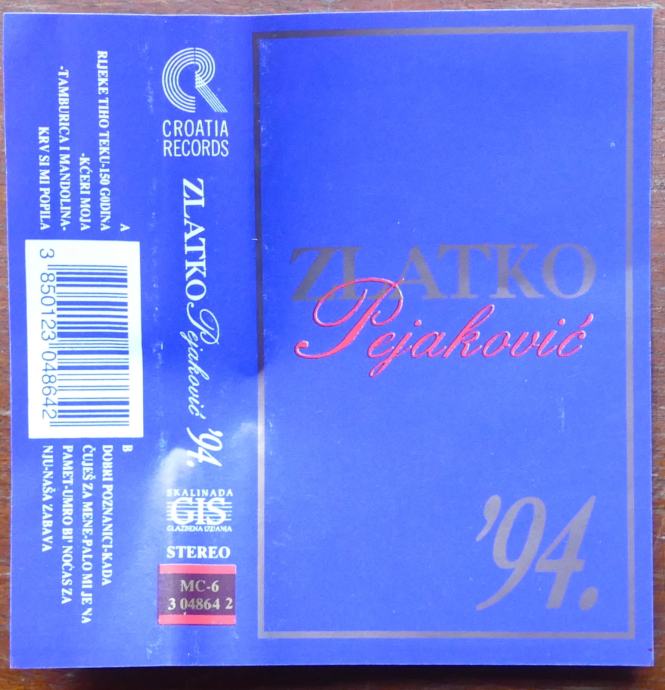 ZLATKO
Pejaković
'94.
CROATIA
RECORDS
ZLATKO Pejaković '94.
SKALINADA
GIS
GLAZBENA IZDANJA
STEREO
MC-6
3 04864 2
A
RIJEKE TIHO TEKU-150 GODINA
-KĆERI MOJA
-TAMBURICA I MANDOLINA-
KRV SI MI POPILA
3 850123 048642
B
DOBRI POZNANICI-KADA
ČUJEŠ ZA MENE-PALO MI JE NA
PAMET-UMRO BI' NOĆAS ZA
NJU-NAŠA ZABAVA